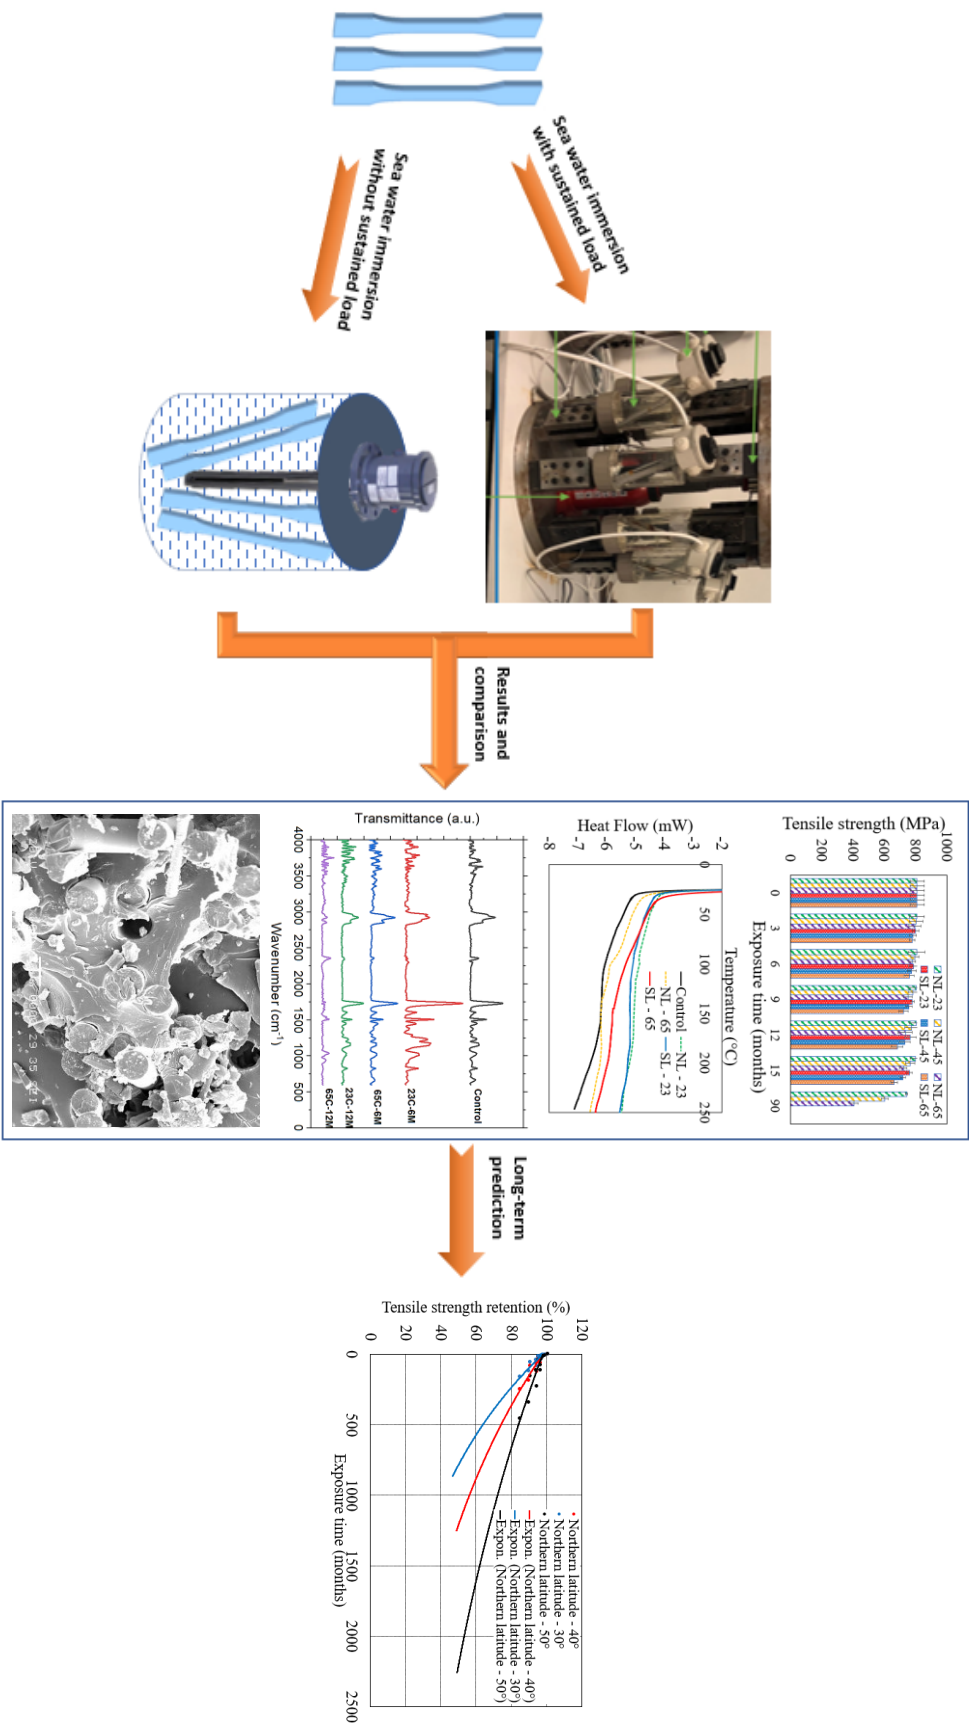 Sea water immersion
with sustained load
Sea water immersion
without sustained load
Results and
comparison
Tensile strength (MPa)
0 200 400 600 800 1000
0 3 6 9 12 15 90
Exposure time (months)
NL-23 NL-45 NL-65
SL-23 SL-45 SL-65
Heat Flow (mW)
-8 -7 -6 -5 -4 -3 -2
0 50 100 150 200 250
Temperature (°C)
Control NL - 23
NL - 65 SL - 23
SL - 65
Transmittance (a.u.)
Control
23C-6M
65C-6M
23C-12M
65C-12M
4000 3500 3000 2500 2000 1500 1000 500 0
Wavenumber (cm-1)
Long-term
prediction
Tensile strength retention (%)
0 20 40 60 80 100 120
0 500 1000 1500 2000 2500
Exposure time (months)
Northern latitude - 40°
Northern latitude - 30°
Northern latitude - 50°
Expon. (Northern latitude - 40°)
Expon. (Northern latitude - 30°)
Expon. (Northern latitude - 50°)